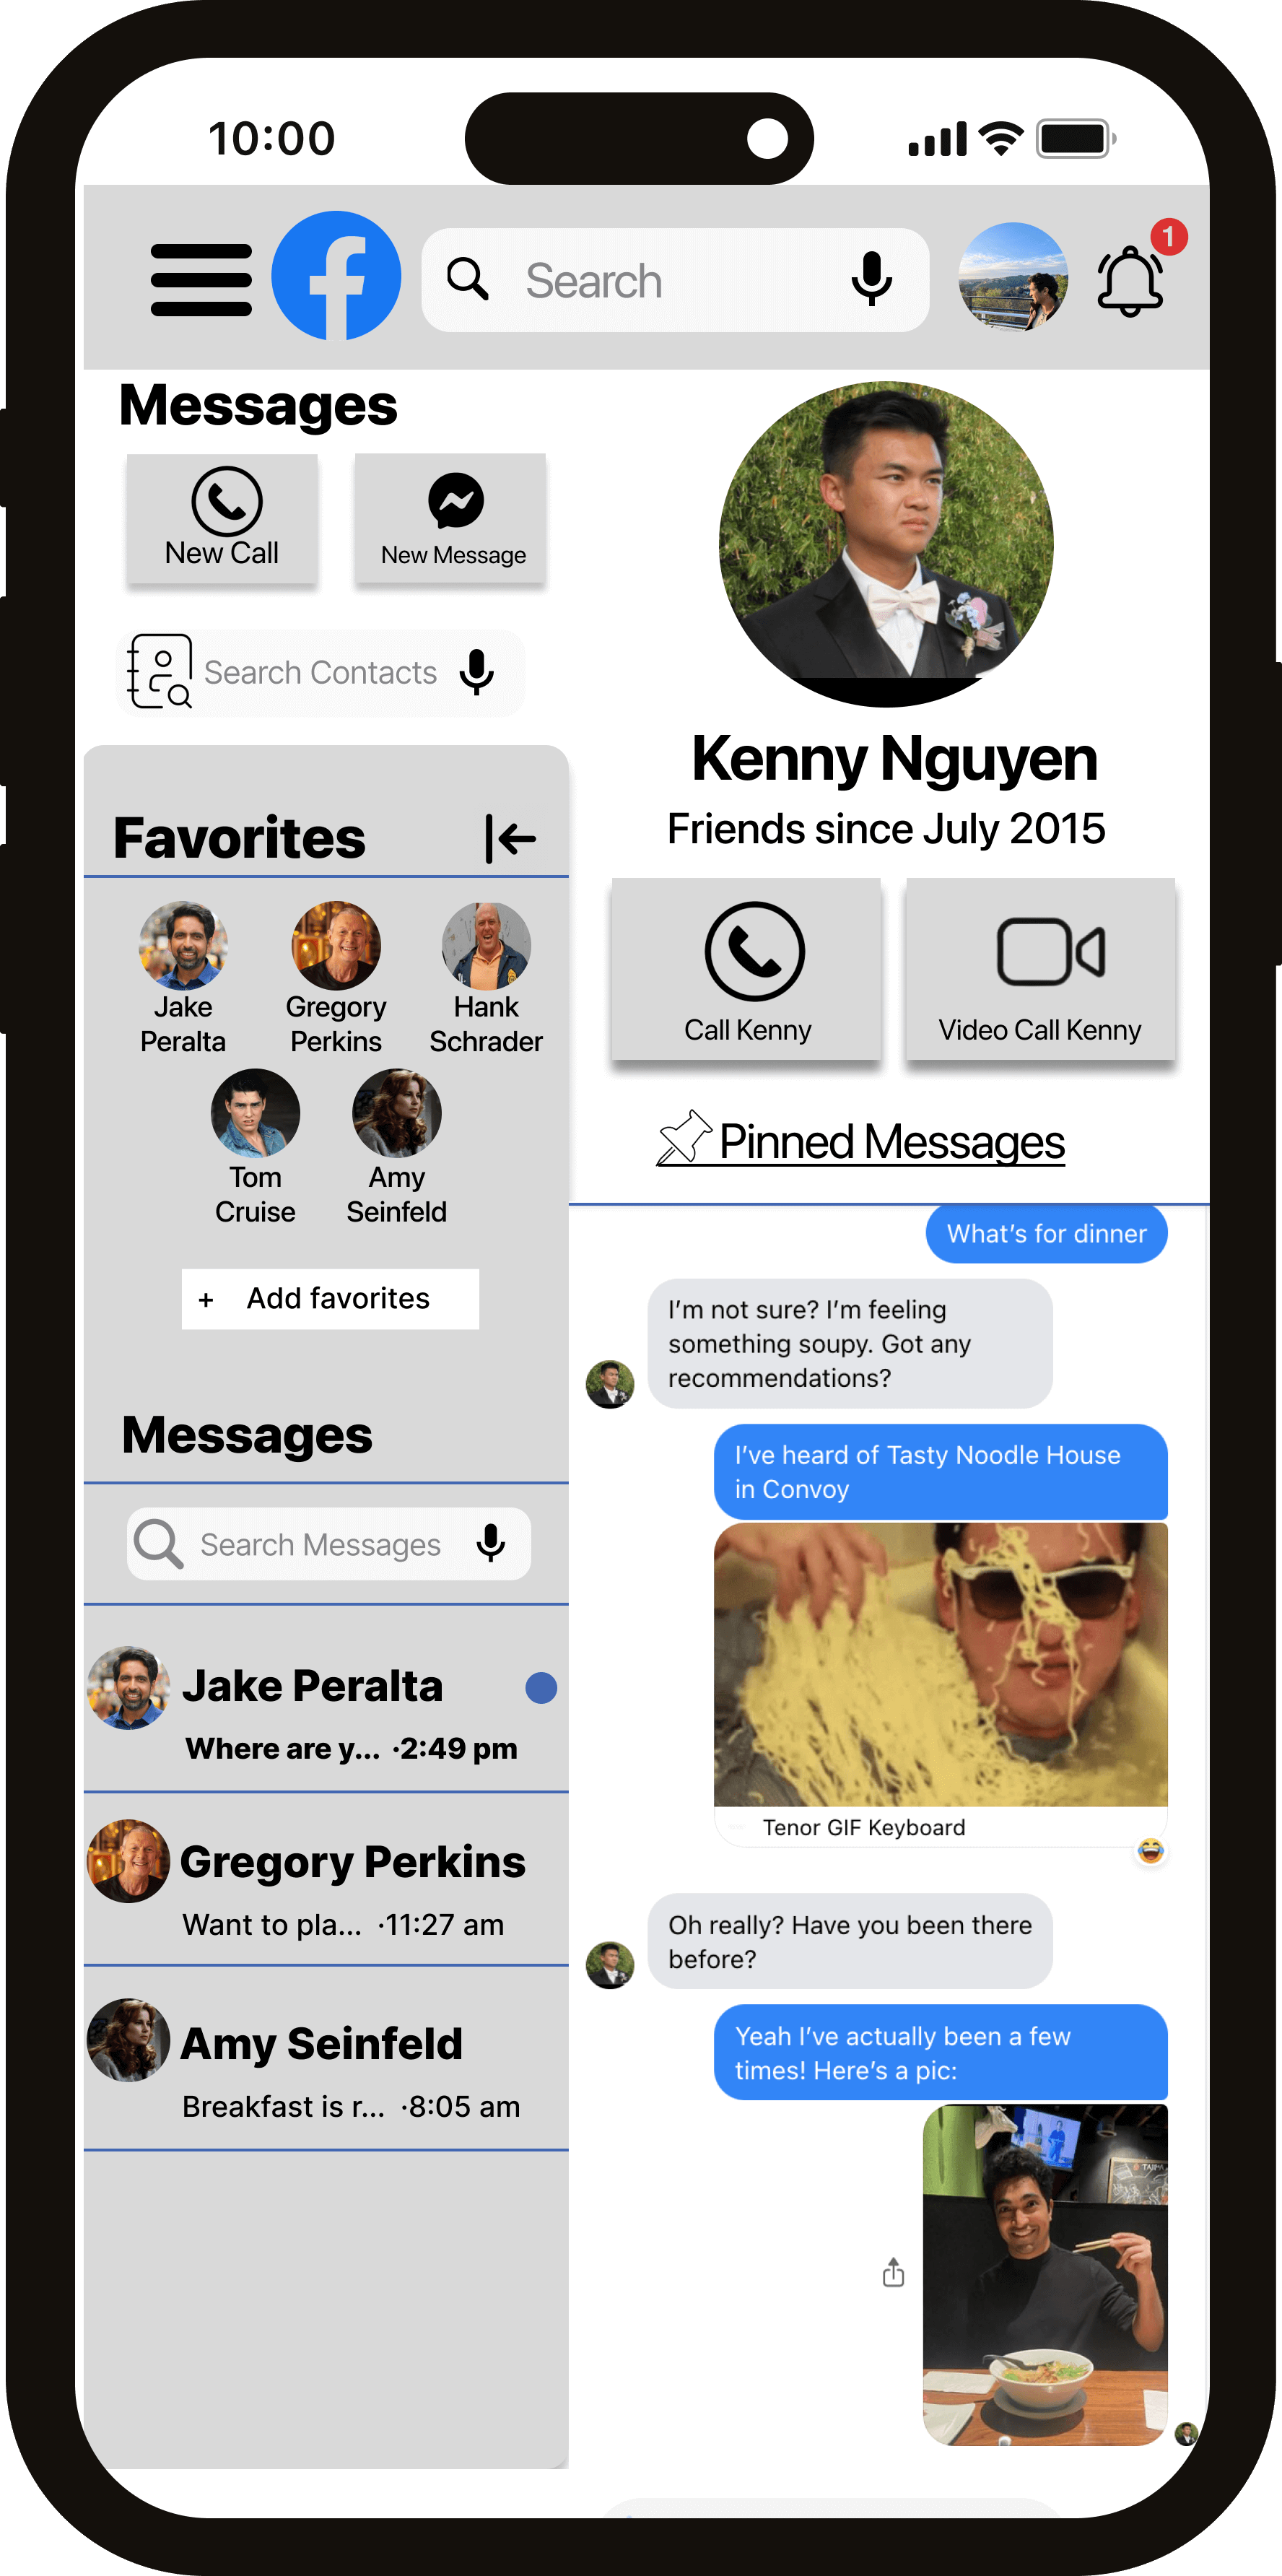 10:00
Search
1
Messages
New Call
New Message
Search Contacts
Favorites
Jake
Peralta
Gregory
Perkins
Hank
Schrader
Tom
Cruise
Amy
Seinfeld
+ Add favorites
Messages
Search Messages
Jake Peralta
Where are y... ·2:49 pm
Gregory Perkins
Want to pla... ·11:27 am
Amy Seinfeld
Breakfast is r... ·8:05 am
Kenny Nguyen
Friends since July 2015
Call Kenny
Video Call Kenny
Pinned Messages
What’s for dinner
I’m not sure? I’m feeling
something soupy. Got any
recommendations?
I’ve heard of Tasty Noodle House
in Convoy
Tenor GIF Keyboard
Oh really? Have you been there
before?
Yeah I’ve actually been a few
times! Here’s a pic: